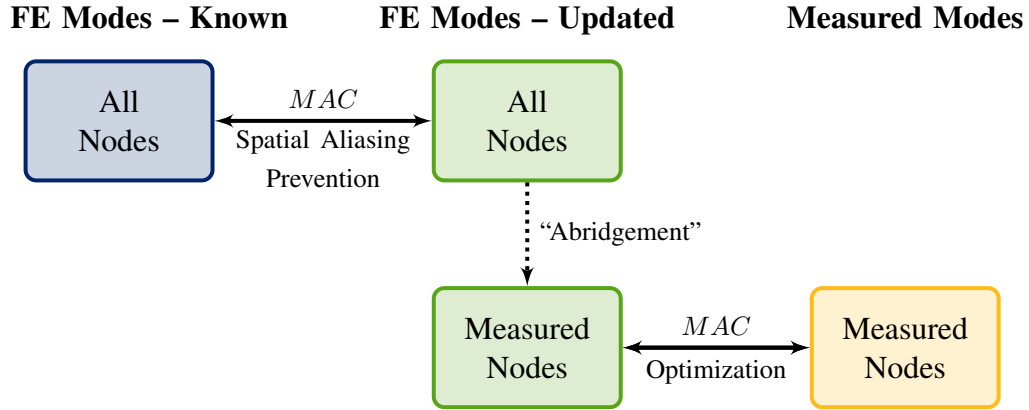 FE Modes – Known
FE Modes – Updated
Measured Modes
All
Nodes
MAC
Spatial Aliasing
Prevention
All
Nodes
“Abridgement”
Measured
Nodes
MAC
Optimization
Measured
Nodes